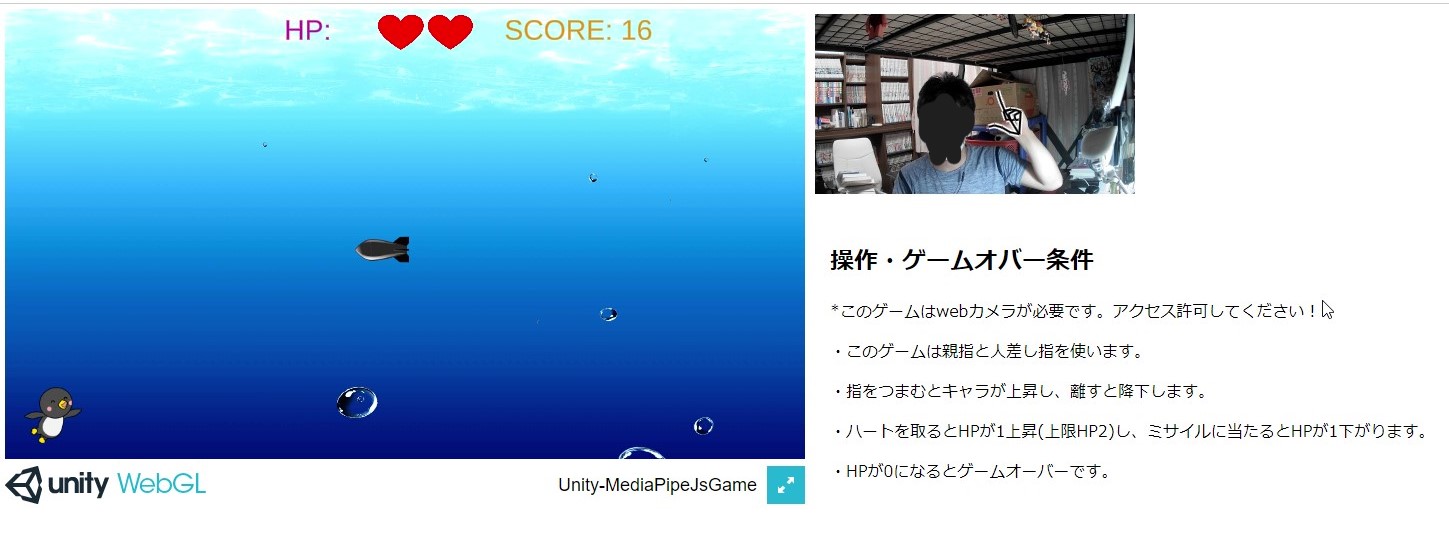 HP:
SCORE: 16
unity WebGL
Unity-MediaPipeJsGame
操作・ゲームオバー条件
*このゲームはwebカメラが必要です。アクセス許可してください！
・このゲームは親指と人差し指を使います。
・指をつまむとキャラが上昇し、離すと降下します。
・ハートを取るとHPが1上昇(上限HP2)し、ミサイルに当たるとHPが1下がります。
・HPが0になるとゲームオーバーです。